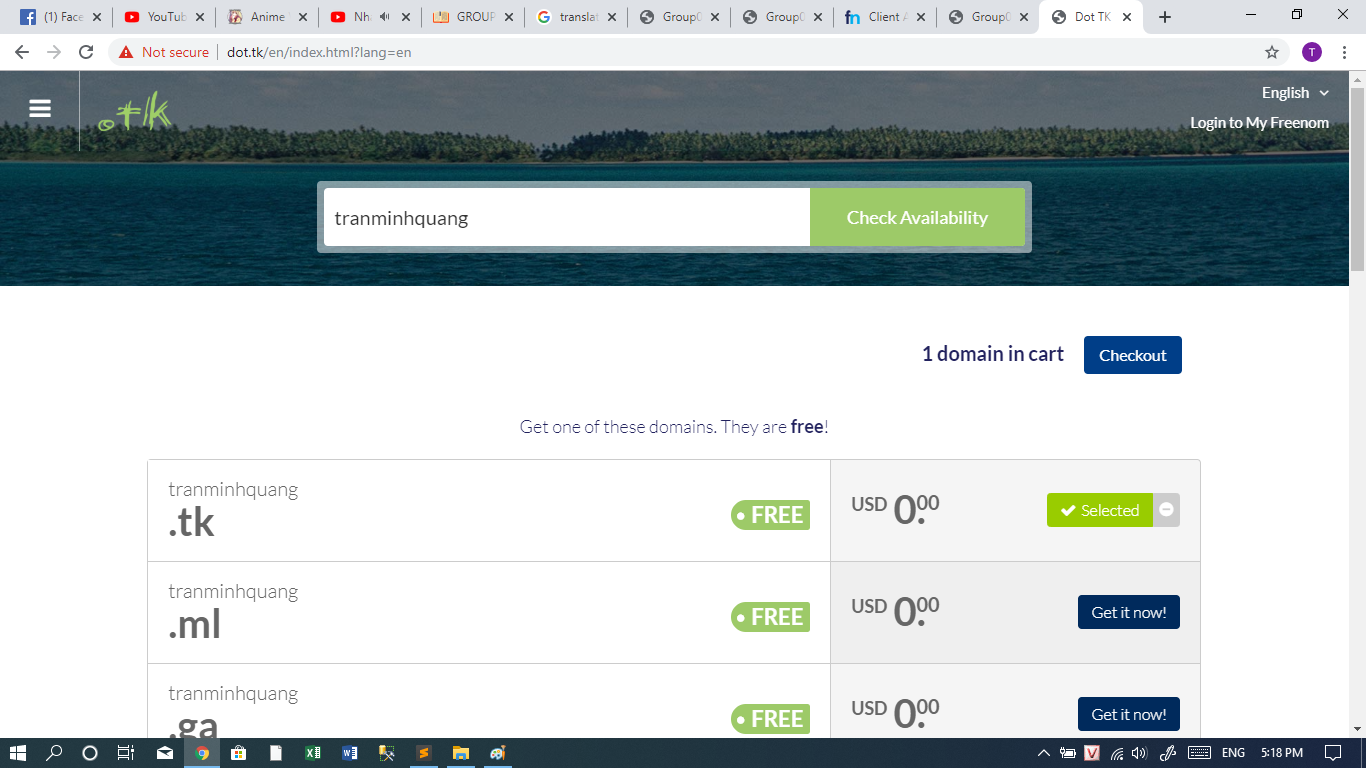 (1) Face
YouTub
Anime
Nh
GROUP
translat
Group0
Group0
Client A
Group0
Dot TK
Not secure
dot.tk/en/index.html?lang=en
T
.tk
English
Login to My Freenom
tranminhquang
Check Availability
1 domain in cart
Checkout
Get one of these domains. They are free!
tranminhquang
.tk
FREE
USD 0.00
Selected
tranminhquang
.ml
FREE
USD 0.00
Get it now!
tranminhquang
.ga
FREE
USD 0.00
Get it now!
V
ENG
5:18 PM